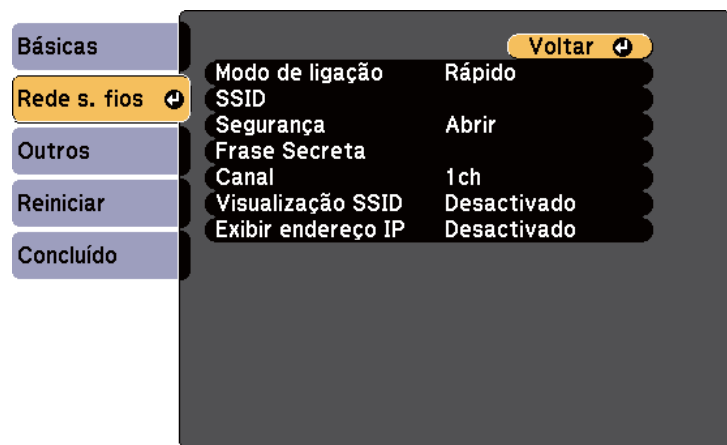 Básicas
Rede s. fios
Outros
Reiniciar
Concluído
Voltar
Modo de ligação Rápido
SSID
Segurança Abrir
Frase Secreta
Canal 1ch
Visualização SSID Desactivado
Exibir endereço IP Desactivado